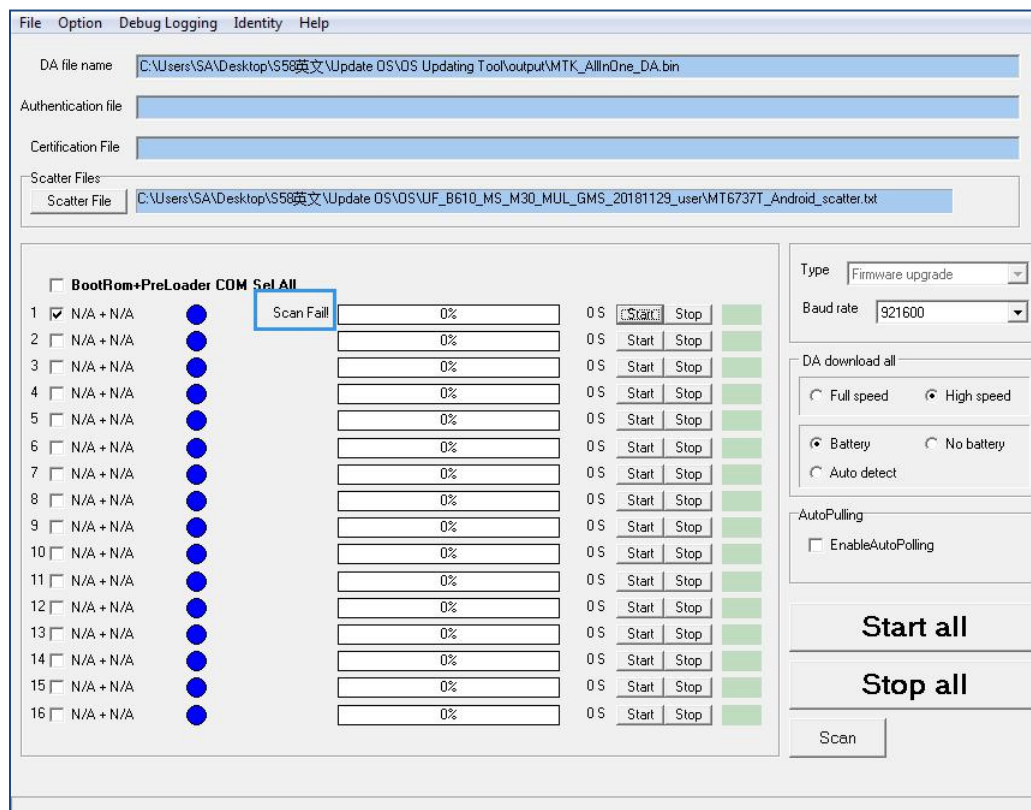 File Option Debug Logging Identity Help
DA file name C:\Users\SA\Desktop\S58英文\Update OS\OS Updating Tool\output\MTK_AllInOne_DA.bin
Authentication file
Certification File
Scatter Files
Scatter File C:\Users\SA\Desktop\S58英文\Update OS\OS\UF_B610_MS_M30_MUL_GMS_20181129_user\MT6737T_Android_scatter.txt
BootRom+PreLoader COM Sel All
1 N/A + N/A Scan Fail! 0% 0 S Start Stop
2 N/A + N/A 0% 0 S Start Stop
3 N/A + N/A 0% 0 S Start Stop
4 N/A + N/A 0% 0 S Start Stop
5 N/A + N/A 0% 0 S Start Stop
6 N/A + N/A 0% 0 S Start Stop
7 N/A + N/A 0% 0 S Start Stop
8 N/A + N/A 0% 0 S Start Stop
9 N/A + N/A 0% 0 S Start Stop
10 N/A + N/A 0% 0 S Start Stop
11 N/A + N/A 0% 0 S Start Stop
12 N/A + N/A 0% 0 S Start Stop
13 N/A + N/A 0% 0 S Start Stop
14 N/A + N/A 0% 0 S Start Stop
15 N/A + N/A 0% 0 S Start Stop
16 N/A + N/A 0% 0 S Start Stop
Type Firmware upgrade
Baud rate 921600
DA download all
Full speed High speed
Battery No battery
Auto detect
AutoPulling
EnableAutoPolling
Start all
Stop all
Scan